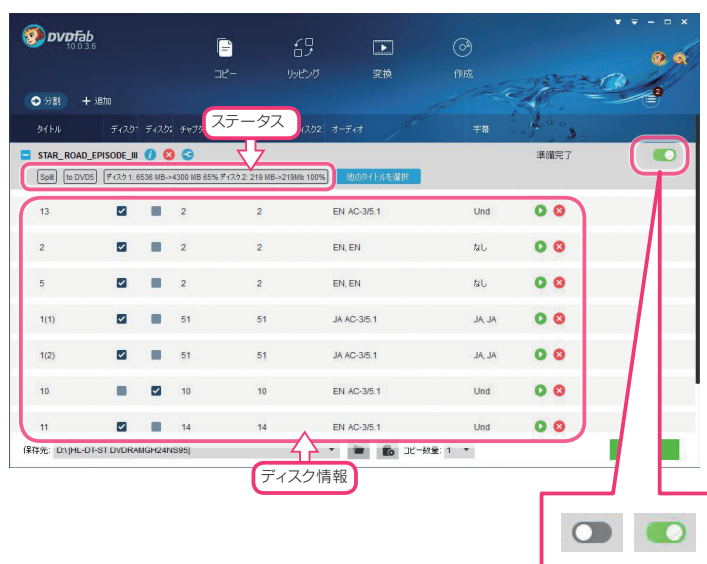 DVDFab
10.0.3.6
コピー
リッピング
変換
作成
分割
追加
2
タイトル
ディスク1
ディスク2
ステータス
オーディオ
字幕
STAR_ROAD_EPISODE_III
準備完了
Split
to DVD5
ディスク 1: 6536 MB->4300 MB 65% ディスク 2: 219 MB->219Mb 100%
他のタイトルを選択
13 2 2 EN AC-3/5.1 Und
2 2 2 EN, EN なし
5 2 2 EN, EN なし
1(1) 51 51 JA AC-3/5.1 JA, JA
1(2) 51 51 JA AC-3/5.1 JA, JA
10 10 10 EN AC-3/5.1 Und
11 14 14 EN AC-3/5.1 Und
保存先: D:\ [HL-DT-ST DVDRAMGH24NS95]
コピー数量: 1
ディスク情報